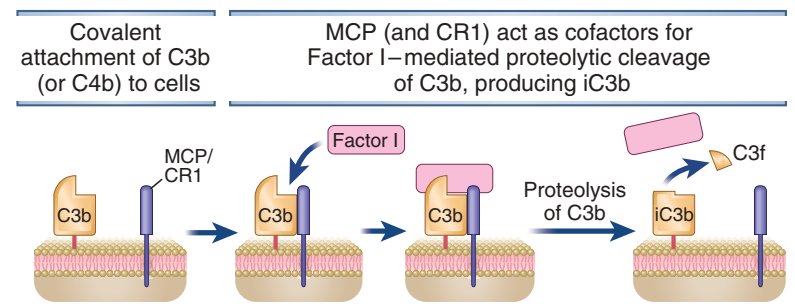 Covalent
attachment of C3b
(or C4b) to cells
MCP (and CR1) act as cofactors for
Factor I–mediated proteolytic cleavage
of C3b, producing iC3b
MCP/
CR1
C3b
Factor I
C3b
C3b
Proteolysis
of C3b
C3f
iC3b